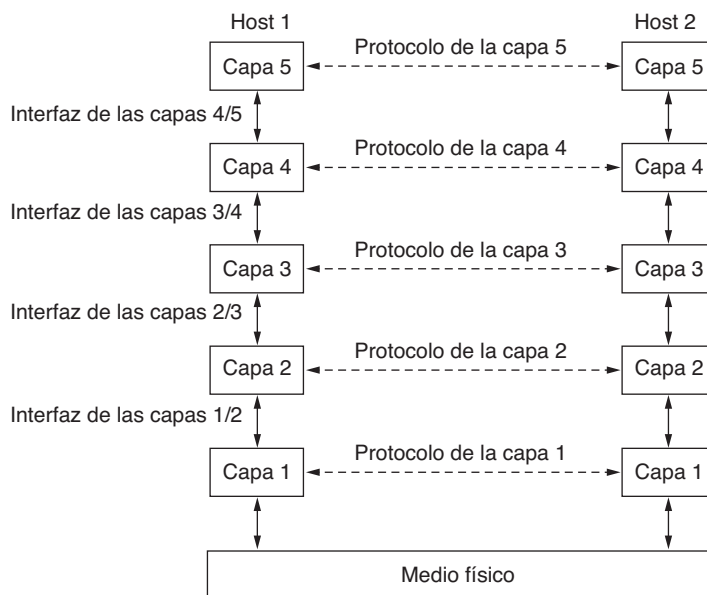 Host 1
Host 2
Protocolo de la capa 5
Capa 5
Capa 5
Interfaz de las capas 4/5
Protocolo de la capa 4
Capa 4
Capa 4
Interfaz de las capas 3/4
Protocolo de la capa 3
Capa 3
Capa 3
Interfaz de las capas 2/3
Protocolo de la capa 2
Capa 2
Capa 2
Interfaz de las capas 1/2
Protocolo de la capa 1
Capa 1
Capa 1
Medio físico